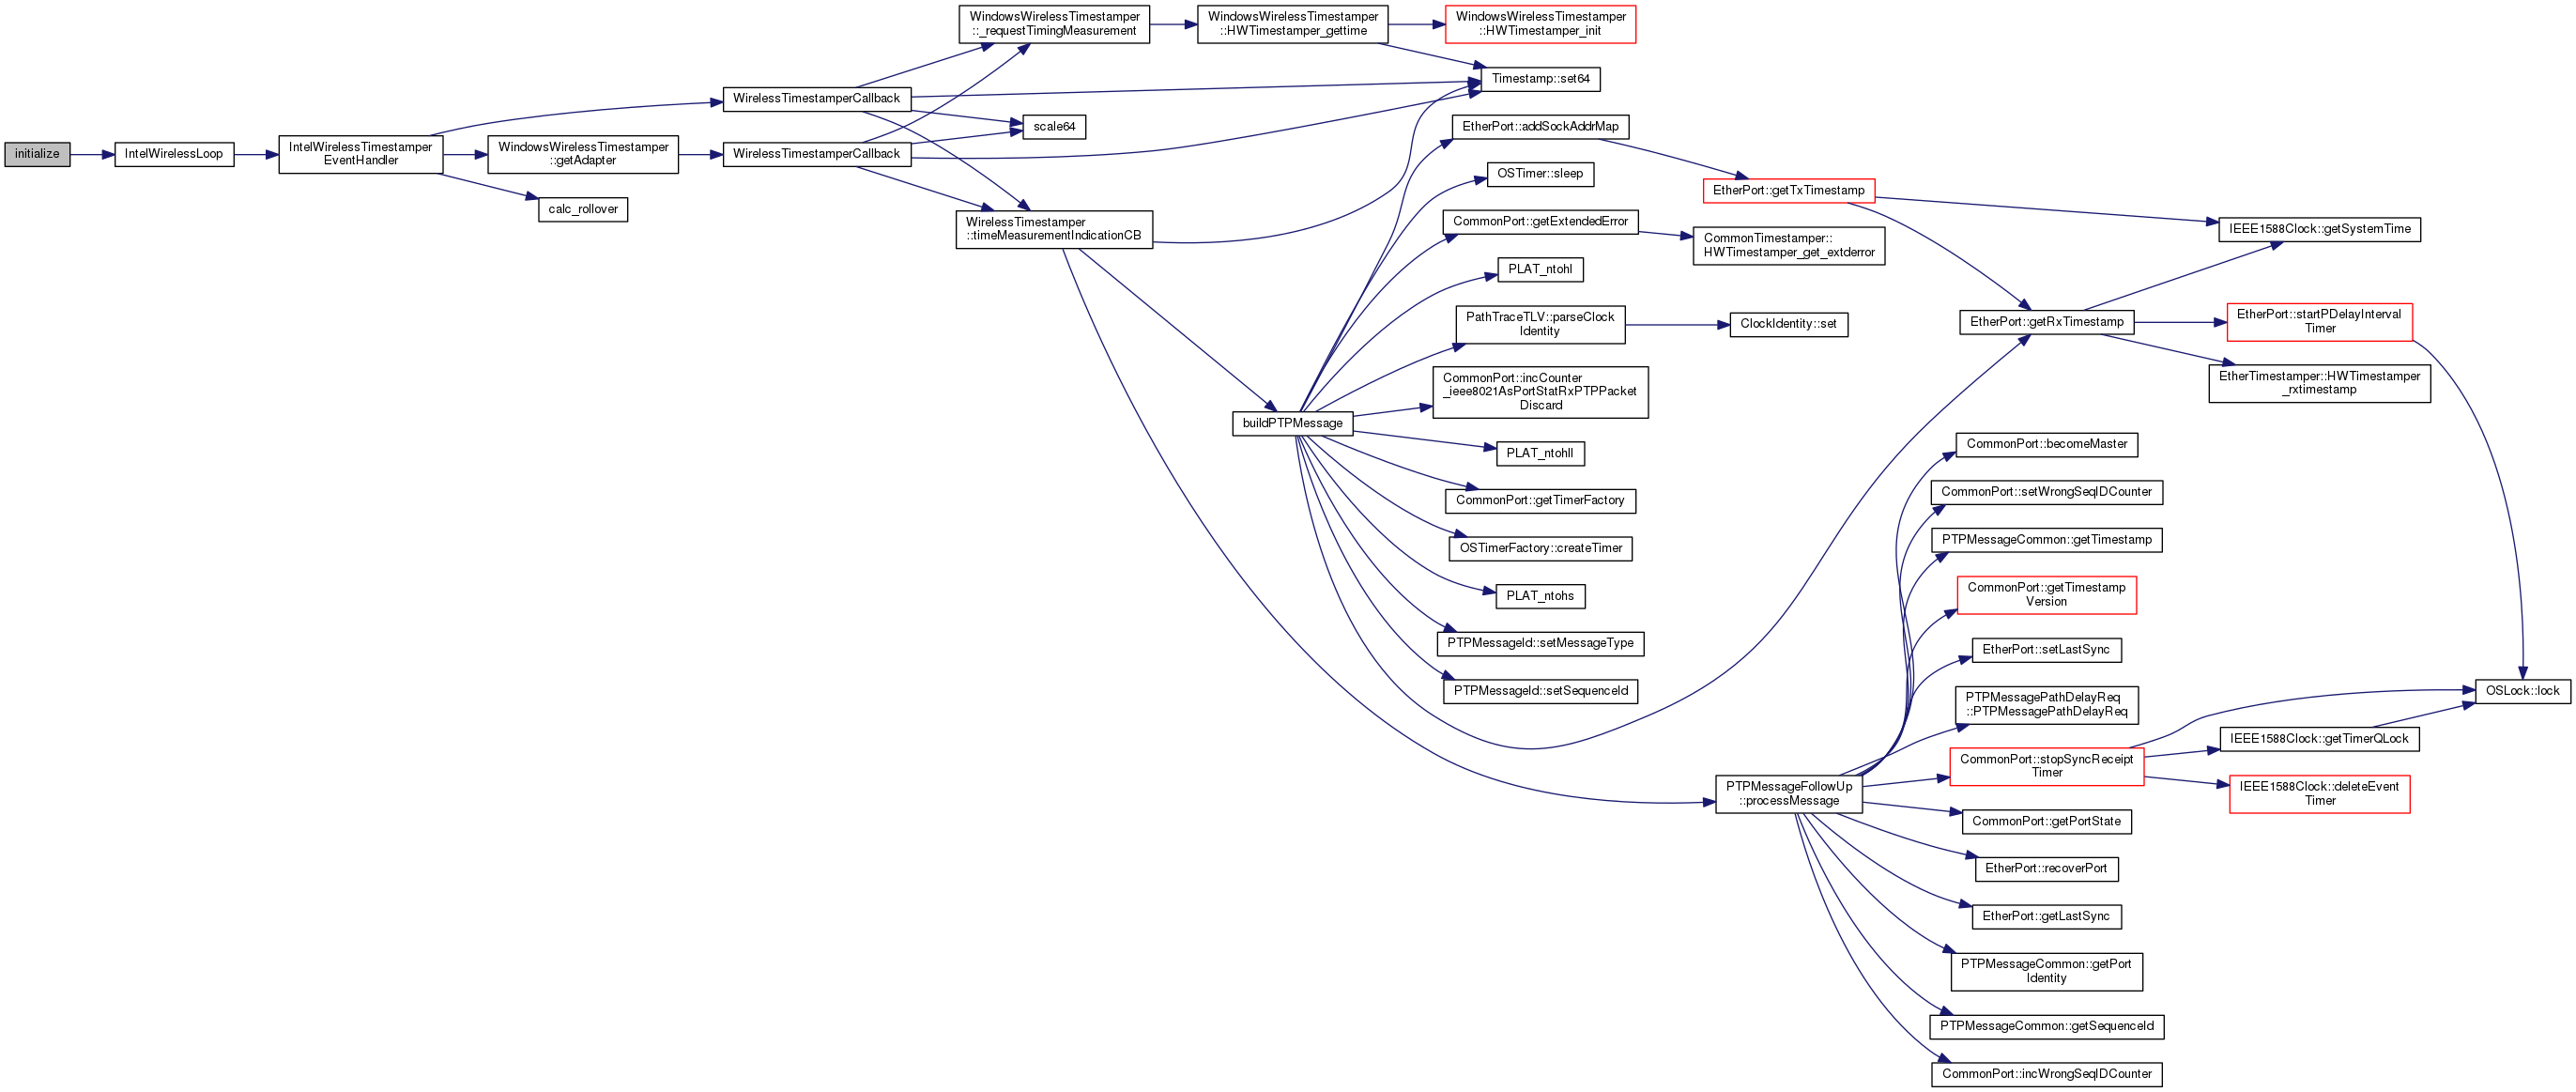 initialize
IntelWirelessLoop
IntelWirelessTimestamper
EventHandler
WirelessTimestamperCallback
WindowsWirelessTimestamper
::getAdapter
calc_rollover
WirelessTimestamperCallback
WindowsWirelessTimestamper
::_requestTimingMeasurement
scale64
WirelessTimestamper
::timeMeasurementIndicationCB
WindowsWirelessTimestamper
::HWTimestamper_gettime
WindowsWirelessTimestamper
::HWTimestamper_init
Timestamp::set64
buildPTPMessage
EtherPort::addSockAddrMap
OSTimer::sleep
CommonPort::getExtendedError
PLAT_ntohl
PathTraceTLV::parseClock
Identity
CommonPort::incCounter
_ieee8021AsPortStatRxPTPPacket
Discard
PLAT_ntohll
CommonPort::getTimerFactory
OSTimerFactory::createTimer
PLAT_ntohs
PTPMessageId::setMessageType
PTPMessageId::setSequenceId
EtherPort::getTxTimestamp
CommonTimestamper::
HWTimestamper_get_extderror
ClockIdentity::set
PTPMessageFollowUp
::processMessage
EtherPort::getRxTimestamp
CommonPort::becomeMaster
CommonPort::setWrongSeqIDCounter
PTPMessageCommon::getTimestamp
CommonPort::getTimestamp
Version
EtherPort::setLastSync
PTPMessagePathDelayReq
::PTPMessagePathDelayReq
CommonPort::stopSyncReceipt
Timer
CommonPort::getPortState
EtherPort::recoverPort
EtherPort::getLastSync
PTPMessageCommon::getPort
Identity
PTPMessageCommon::getSequenceId
CommonPort::incWrongSeqIDCounter
IEEE1588Clock::getSystemTime
EtherPort::startPDelayInterval
Timer
EtherTimestamper::HWTimestamper
_rxtimestamp
IEEE1588Clock::getTimerQLock
IEEE1588Clock::deleteEvent
Timer
OSLock::lock